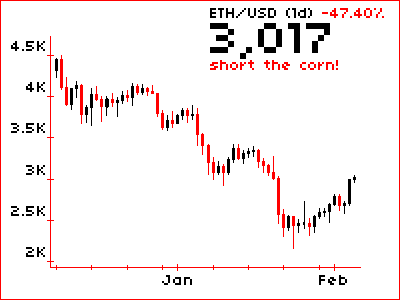 ETH/USD (1d) -47.40%
3,017
short the corn!
4.5K
4K
3.5K
3K
2.5K
2K
Jan Feb